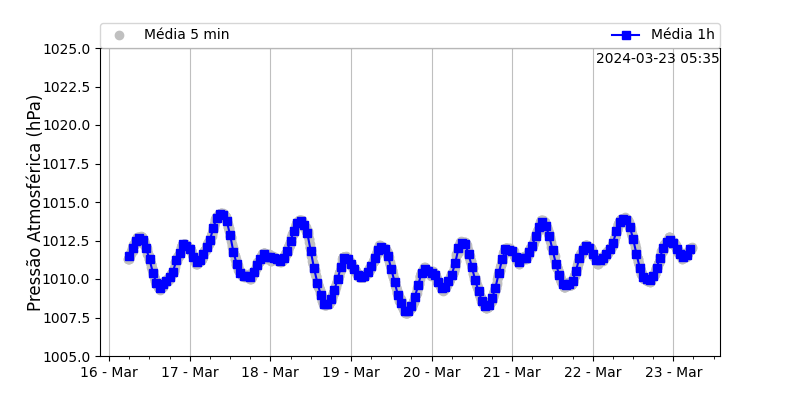 Média 5 min
Média 1h
2024-03-23 05:35
Pressão Atmosférica (hPa)
1025.0
1022.5
1020.0
1017.5
1015.0
1012.5
1010.0
1007.5
1005.0
16 - Mar
17 - Mar
18 - Mar
19 - Mar
20 - Mar
21 - Mar
22 - Mar
23 - Mar